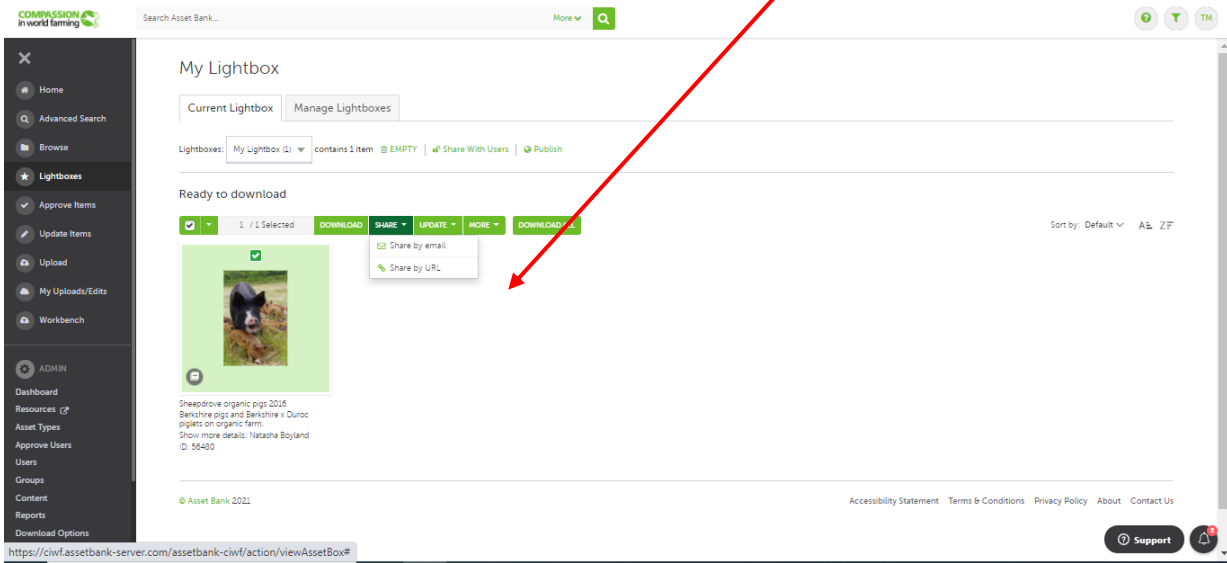 COMPASSION
in world farming
Search Asset Bank...
More
TM
Home
Advanced Search
Browse
Lightboxes
Approve Items
Update Items
Upload
My Uploads/Edits
Workbench
ADMIN
Dashboard
Resources
Asset Types
Approve Users
Users
Groups
Content
Reports
Download Options
My Lightbox
Current Lightbox Manage Lightboxes
Lightboxes: My Lightbox (1) contains 1 item EMPTY | Share With Users | Publish
Ready to download
1 / 1 Selected DOWNLOAD SHARE UPDATE MORE DOWNLOAD Sort by: Default
Share by email
Share by URL
Sheepdrove organic pigs 2016
Berkshire pigs and Berkshire x Duroc
piglets on organic farm.
Show more details: Natasha Boyland
ID: 56480
© Asset Bank 2021 Accessibility Statement Terms & Conditions Privacy Policy About Contact Us
Support 2
https://ciwf.assetbank-server.com/assetbank-ciwf/action/viewAssetBox#